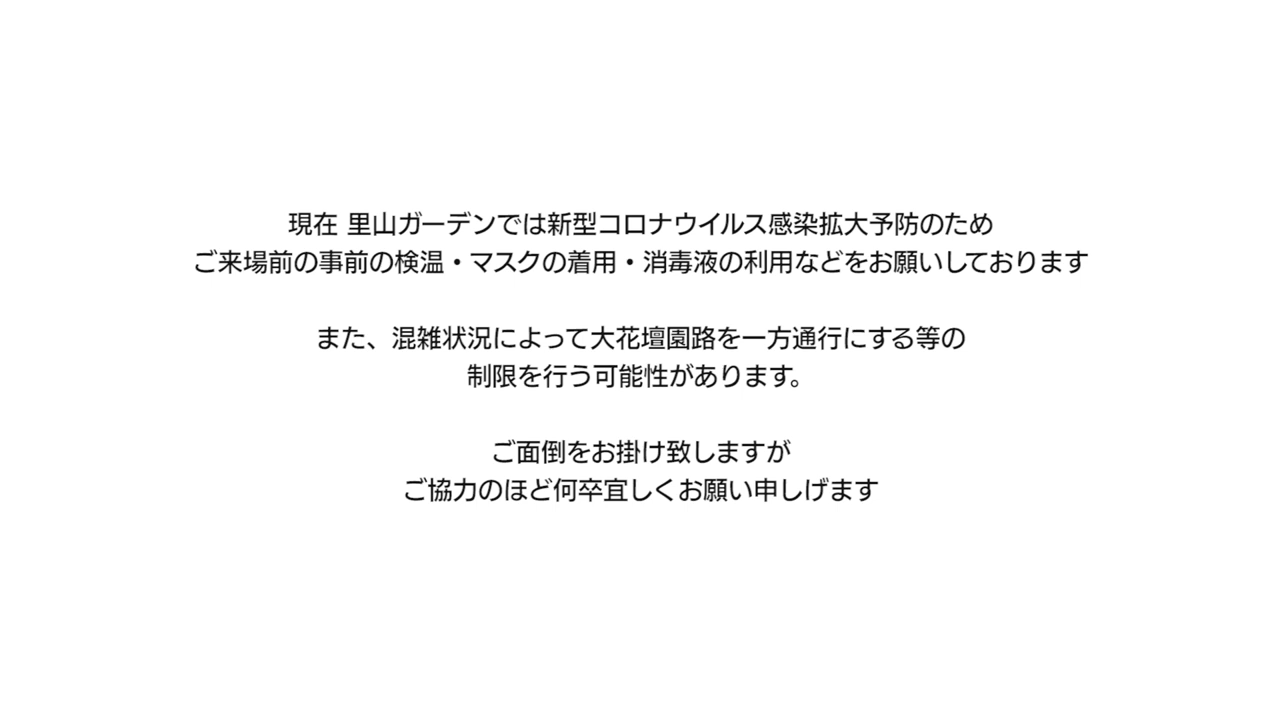 現在 里山ガーデンでは新型コロナウイルス感染拡大予防のため
ご来場前の事前の検温・マスクの着用・消毒液の利用などをお願いしております
また、混雑状況によって大花壇園路を一方通行にする等の
制限を行う可能性があります。
ご面倒をお掛け致しますが
ご協力のほど何卒宜しくお願い申しげます